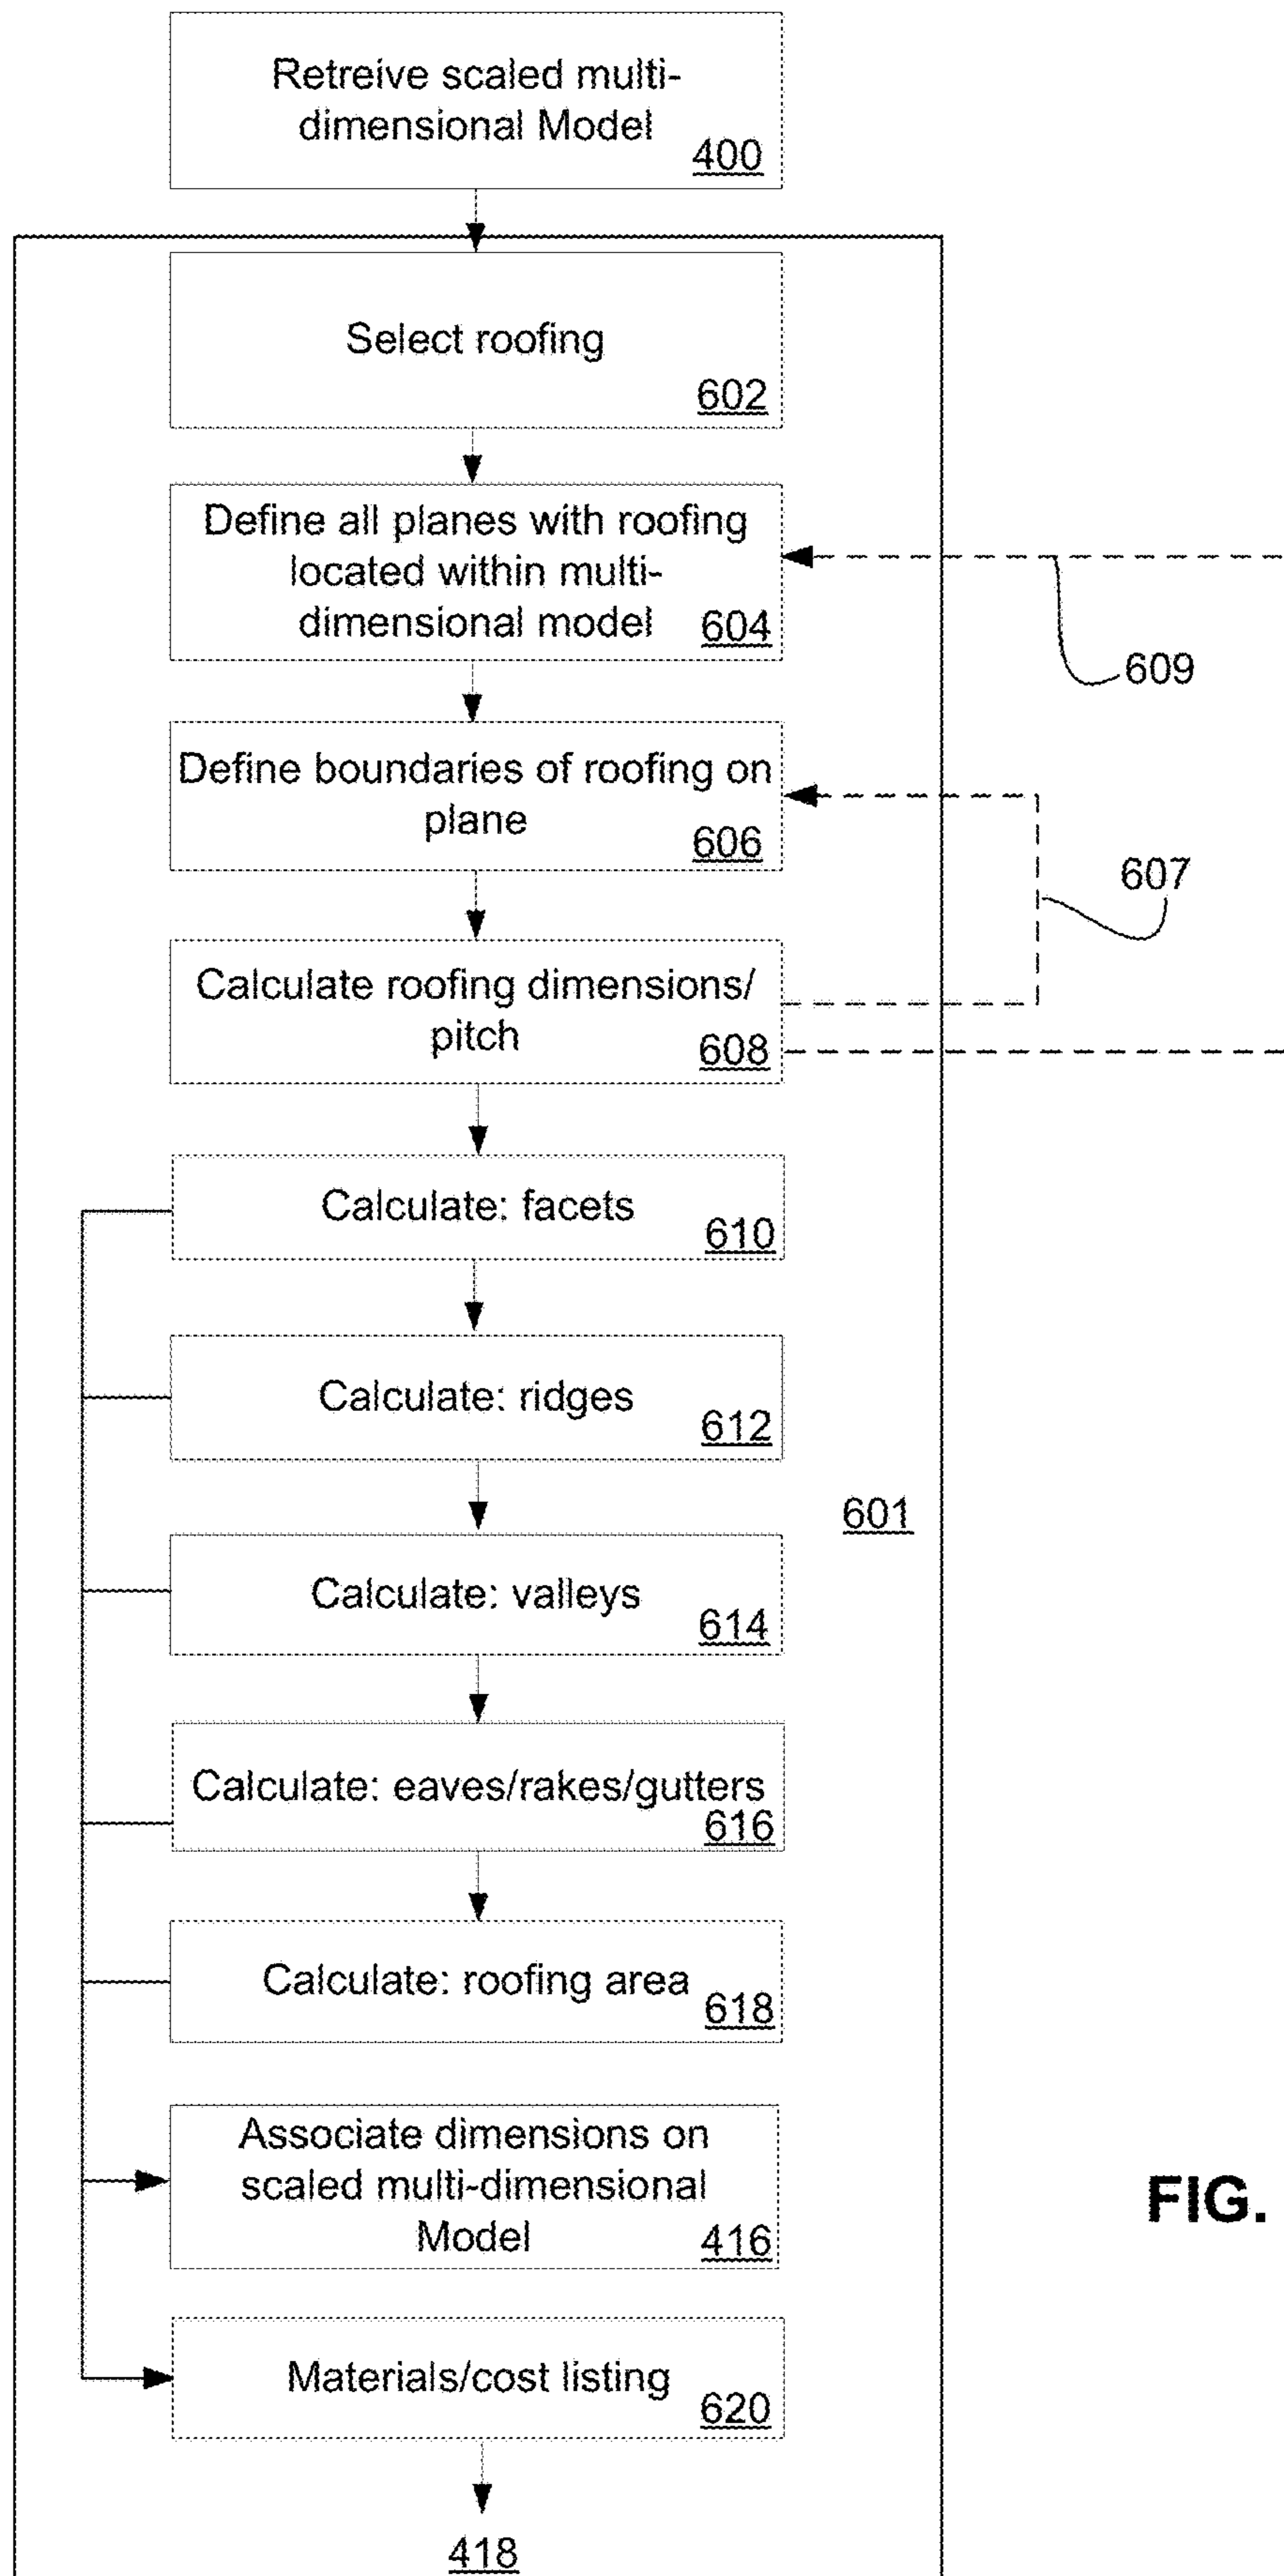 Retreive scaled multi-
dimensional Model
400
Select roofing
602
Define all planes with roofing
located within multi-
dimensional model
604
609
Define boundaries of roofing on
plane
606
607
Calculate roofing dimensions/
pitch
608
Calculate: facets
610
Calculate: ridges
612
601
Calculate: valleys
614
Calculate: eaves/rakes/gutters
616
Calculate: roofing area
618
Associate dimensions on
scaled multi-dimensional
Model
416
FIG.
Materials/cost listing
620
418